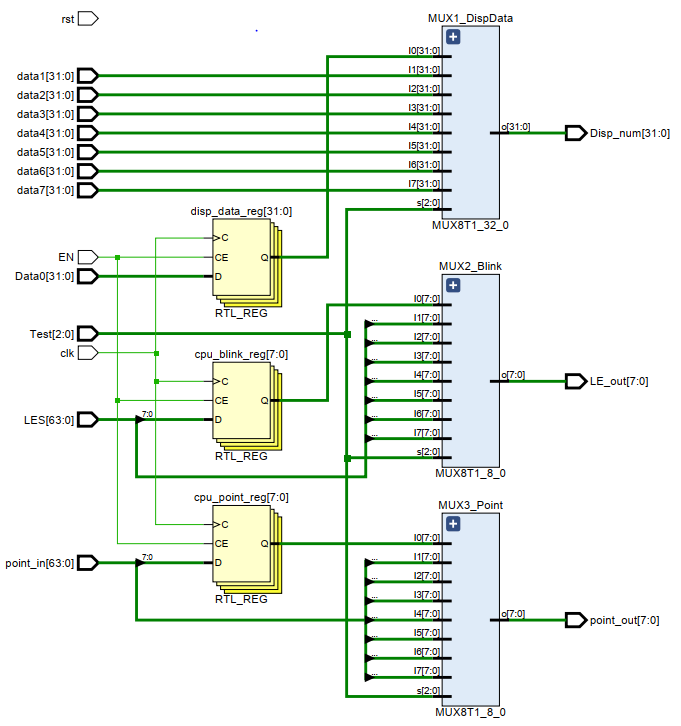 MUX1_DispData
rst
I0[31:0]
data1[31:0]
I1[31:0]
data2[31:0]
I2[31:0]
data3[31:0]
I3[31:0]
data4[31:0]
I4[31:0]
o[31:0]
Disp_num[31:0]
data5[31:0]
I5[31:0]
data6[31:0]
I6[31:0]
data7[31:0]
I7[31:0]
s[2:0]
MUX8T1_32_0
disp_data_reg[31:0]
C
EN
CE
Q
Data0[31:0]
D
RTL_REG
MUX2_Blink
I0[7:0]
I1[7:0]
...
Test[2:0]
I2[7:0]
...
clk
cpu_blink_reg[7:0]
I3[7:0]
...
C
I4[7:0]
...
o[7:0]
LE_out[7:0]
CE
Q
I5[7:0]
...
LES[63:0]
7:0
D
I6[7:0]
...
I7[7:0]
...
RTL_REG
s[2:0]
MUX8T1_8_0
cpu_point_reg[7:0]
MUX3_Point
C
CE
Q
I0[7:0]
point_in[63:0]
7:0
D
I1[7:0]
...
I2[7:0]
...
RTL_REG
I3[7:0]
...
I4[7:0]
...
o[7:0]
point_out[7:0]
I5[7:0]
...
I6[7:0]
...
I7[7:0]
...
s[2:0]
MUX8T1_8_0